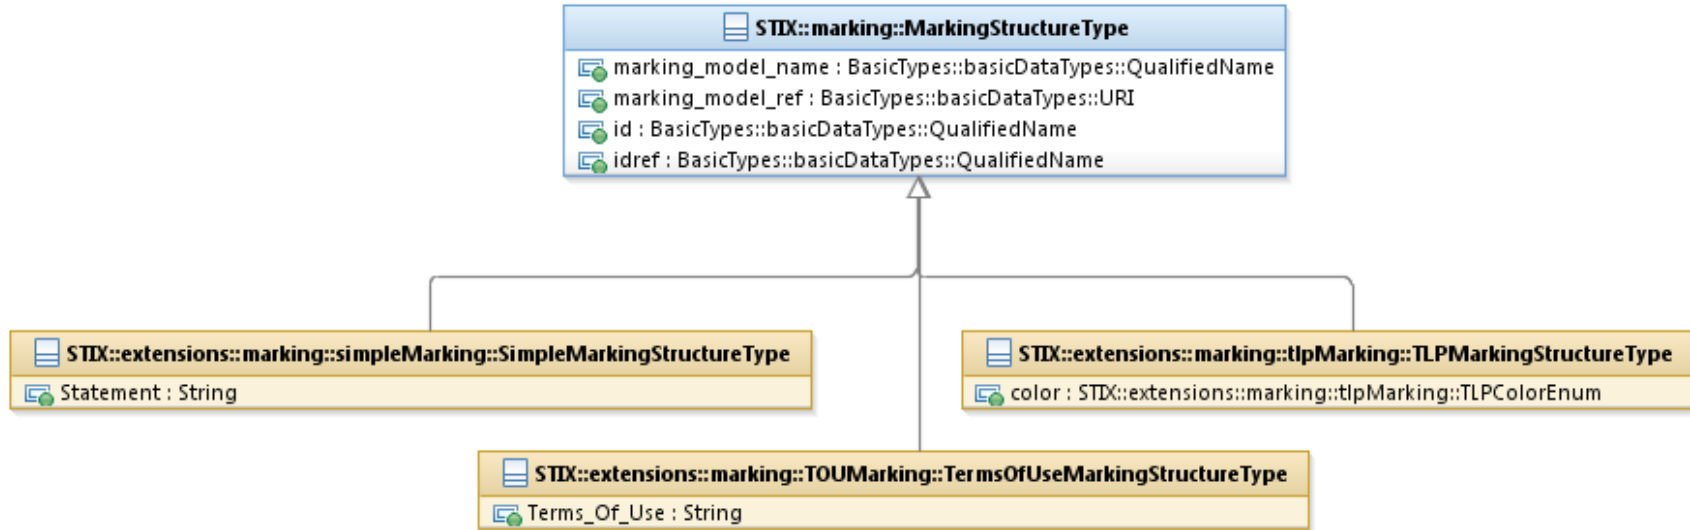 STIX::marking::MarkingStructureType
marking_model_name : BasicTypes::basicDataTypes::QualifiedName
marking_model_ref : BasicTypes::basicDataTypes::URI
id : BasicTypes::basicDataTypes::QualifiedName
idref : BasicTypes::basicDataTypes::QualifiedName
STIX::extensions::marking::simpleMarking::SimpleMarkingStructureType
Statement : String
STIX::extensions::marking::tlpMarking::TLPMarkingStructureType
color : STIX::extensions::marking::tlpMarking::TLPColorEnum
STIX::extensions::marking::TOUMarking::TermsOfUseMarkingStructureType
Terms_Of_Use : String